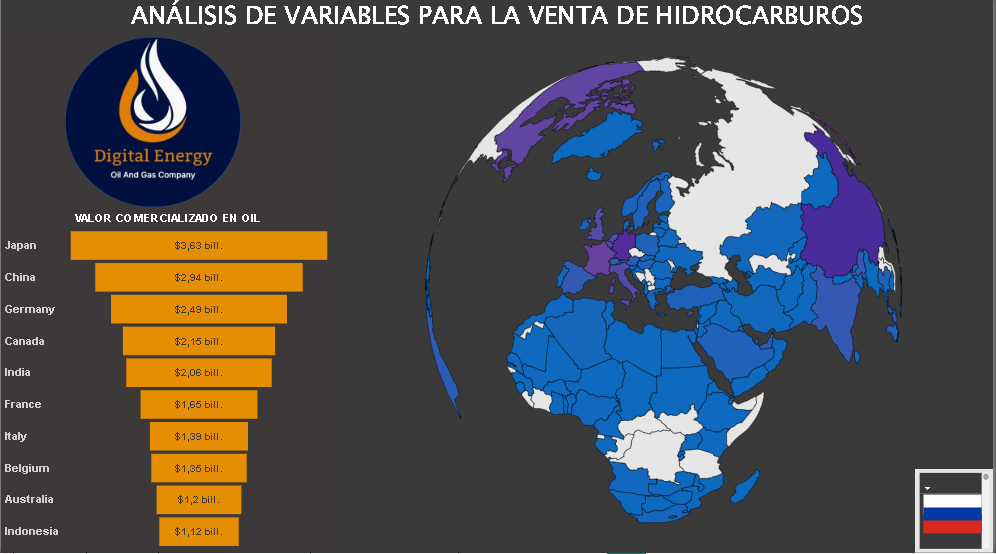 ANÁLISIS DE VARIABLES PARA LA VENTA DE HIDROCARBUROS
Digital Energy
Oil And Gas Company
VALOR COMERCIALIZADO EN OIL
Japan $3,63 bill.
China $2,94 bill.
Germany $2,49 bill.
Canada $2,15 bill.
India $2,06 bill.
France $1,65 bill.
Italy $1,39 bill.
Belgium $1,35 bill.
Australia $1,2 bill.
Indonesia $1,12 bill.